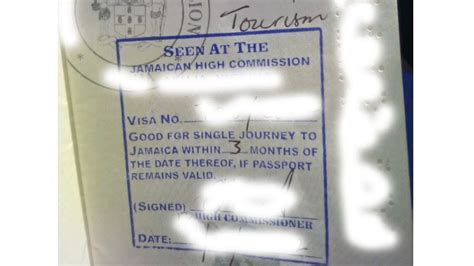 SION
Tourism
SEEN AT THE
JAMAICAN HIGH COMMISSION
VISA NO.
GOOD FOR SINGLE JOURNEY TO
JAMAICA WITHIN 3 MONTHS OF
THE DATE THEREOF, IF PASSPORT
REMAINS VALID.
(SIGNED)
HIGH COMMISSIONER
DATE: